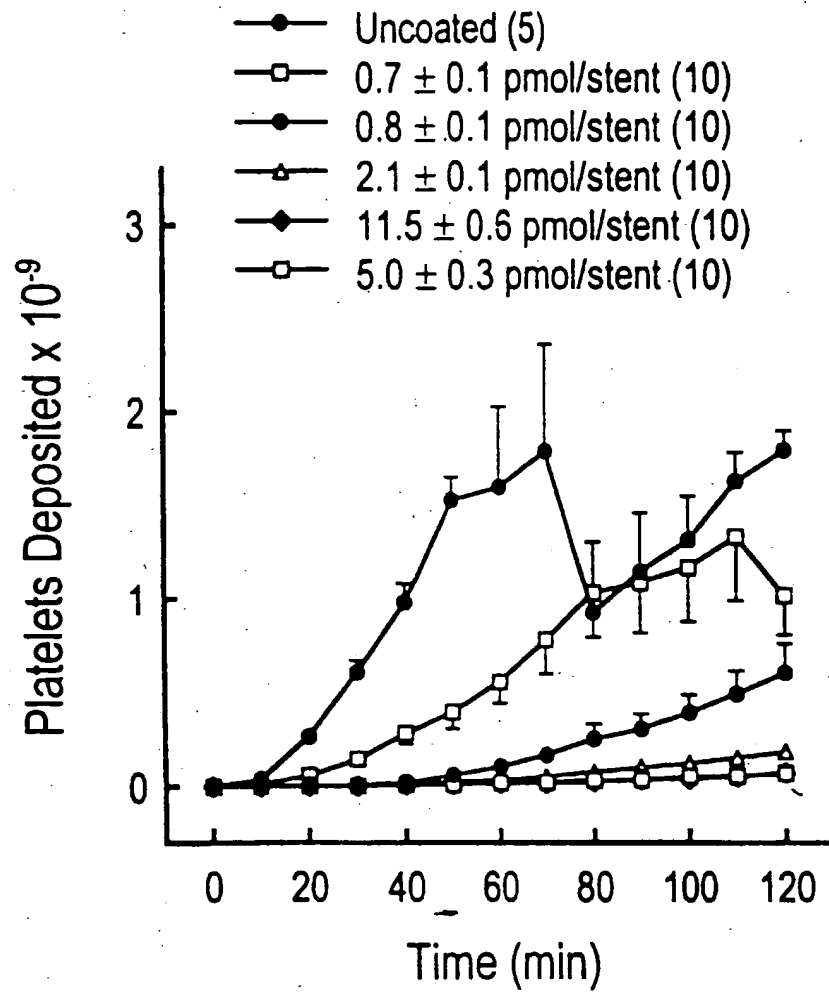 Uncoated (5)
0.7 ± 0.1 pmol/stent (10)
0.8 ± 0.1 pmol/stent (10)
2.1 ± 0.1 pmol/stent (10)
11.5 ± 0.6 pmol/stent (10)
5.0 ± 0.3 pmol/stent (10)
Platelets Deposited x 10⁻⁹
3
2
1
0
0 20 40 60 80 100 120
Time (min)